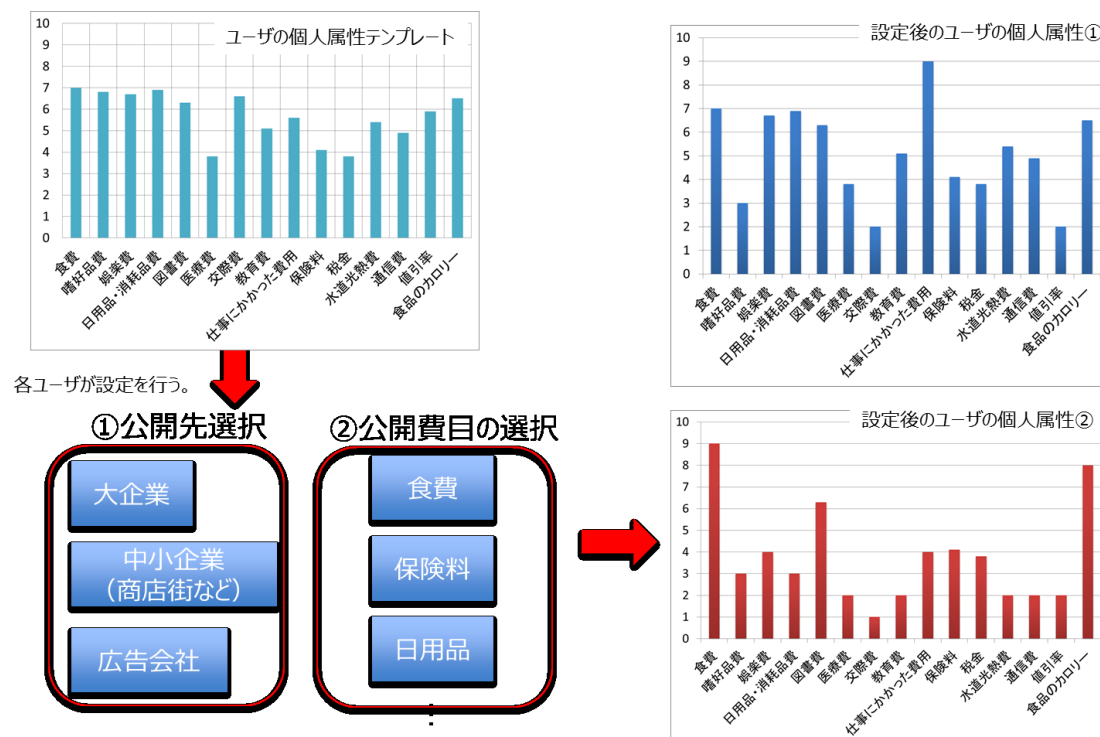 ユーザの個人属性テンプレート
10
9
8
7
6
5
4
3
2
1
0
食費
嗜好品費
娯楽費
日用品・消耗品費
図書費
医療費
交際費
教育費
仕事にかかった費用
保険料
税金
水道光熱費
通信費
値引率
食品のカロリー
各ユーザが設定を行う。
①公開先選択
大企業
中小企業
（商店街など）
広告会社
②公開費目の選択
食費
保険料
日用品
設定後のユーザの個人属性①
10
9
8
7
6
5
4
3
2
1
0
食費
嗜好品費
娯楽費
日用品・消耗品費
図書費
医療費
交際費
教育費
仕事にかかった費用
保険料
税金
水道光熱費
通信費
値引率
食品のカロリー
設定後のユーザの個人属性②
10
9
8
7
6
5
4
3
2
1
0
食費
嗜好品費
娯楽費
日用品・消耗品費
図書費
医療費
交際費
教育費
仕事にかかった費用
保険料
税金
水道光熱費
通信費
値引率
食品のカロリー